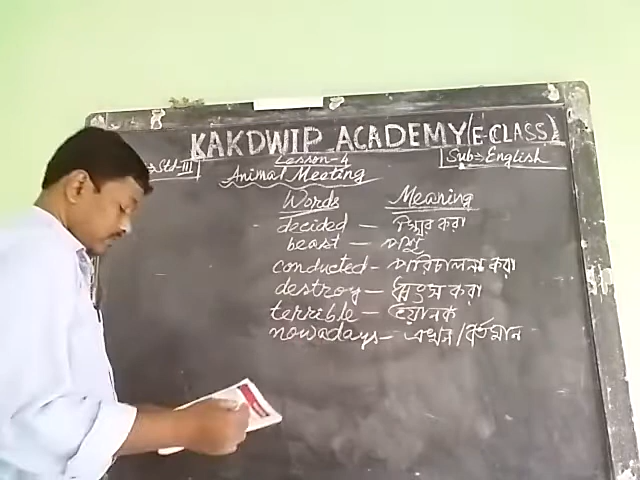 KAKDWIP ACADEMY (E-CLASS)
Std-III
Lesson-4
Sub:- English
Animal Meeting
Words Meaning
decided — স্থির করা
beast — পশু
conducted - পরিচালনা করা
destroy — ধ্বংস করা
terrible — ভয়ানক
nowadays - এখন/বর্তমান